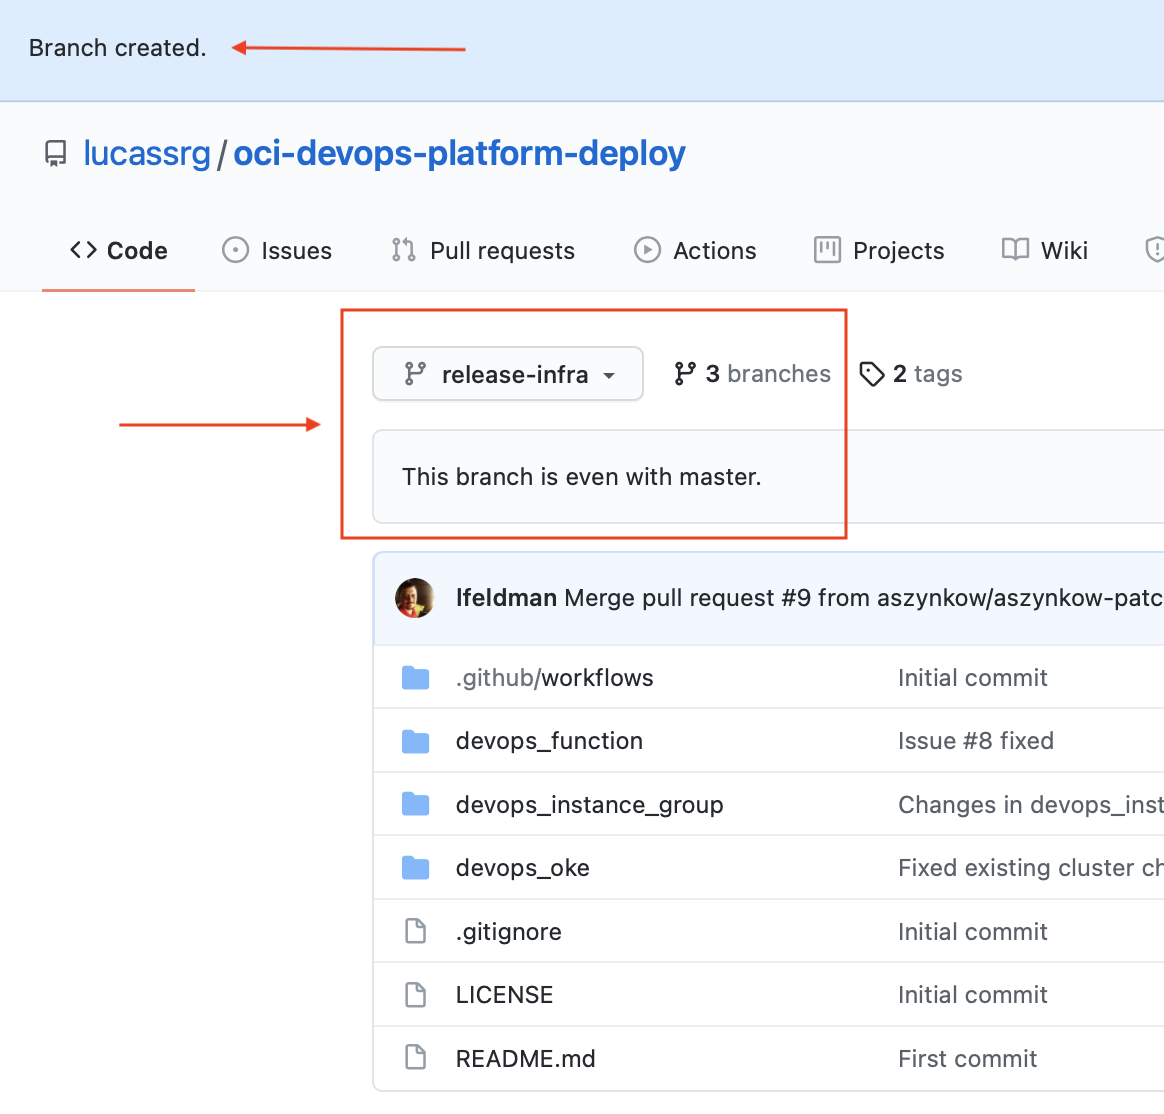 Branch created.
lucassrg / oci-devops-platform-deploy
Code Issues Pull requests Actions Projects Wiki
release-infra 3 branches 2 tags
This branch is even with master.
lfeldman Merge pull request #9 from aszynkow/aszynkow-patc
.github/workflows Initial commit
devops_function Issue #8 fixed
devops_instance_group Changes in devops_inst
devops_oke Fixed existing cluster ch
.gitignore Initial commit
LICENSE Initial commit
README.md First commit